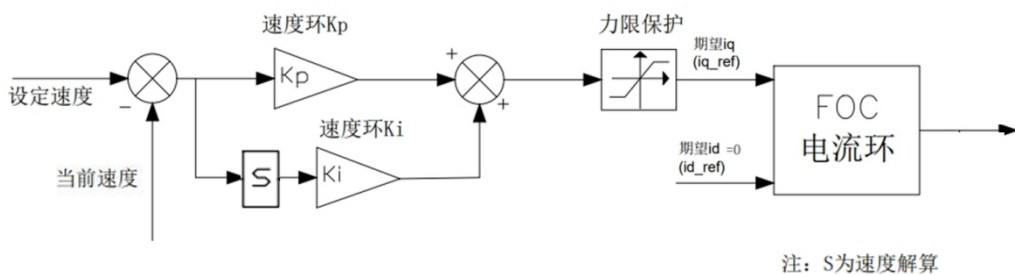 速度环Kp
力限保护
Kp
+
+
期望iq
(iq_ref)
设定速度
-
速度环Ki
FOC
电流环
当前速度
S
Ki
期望id =0
(id_ref)
注：S为速度解算